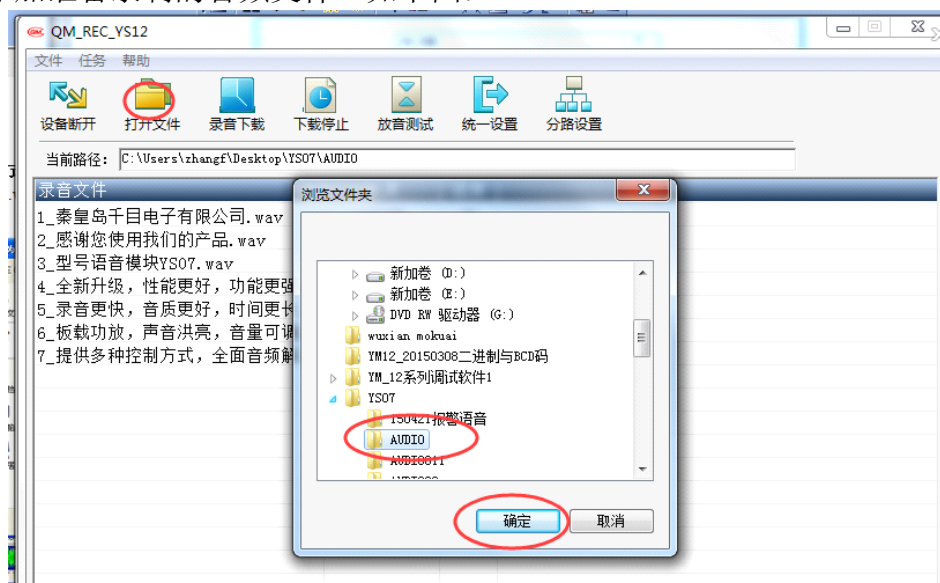 QM_REC_YS12
文件 任务 帮助
设备断开 打开文件 录音下载 下载停止 放音测试 统一设置 分路设置
当前路径: C:\Users\zhangf\Desktop\YS07\AUDIO
录音文件
1_秦皇岛千目电子有限公司.wav
2_感谢您使用我们的产品.wav
3_型号语音模块YS07.wav
4_全新升级，性能更好，功能更强
5_录音更快，音质更好，时间更长
6_板载功放，声音洪亮，音量可调
7_提供多种控制方式，全面音频解
浏览文件夹
新加卷 (D:)
新加卷 (E:)
DVD RW 驱动器 (G:)
wuxian mokuai
YM12_20150308二进制与BCD码
YM_12系列调试软件1
YS07
150421报警语音
AUDIO
确定 取消